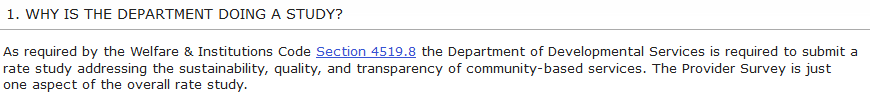 1. WHY IS THE DEPARTMENT DOING A STUDY?
As required by the Welfare & Institutions Code Section 4519.8 the Department of Developmental Services is required to submit a
rate study addressing the sustainability, quality, and transparency of community-based services. The Provider Survey is just
one aspect of the overall rate study.